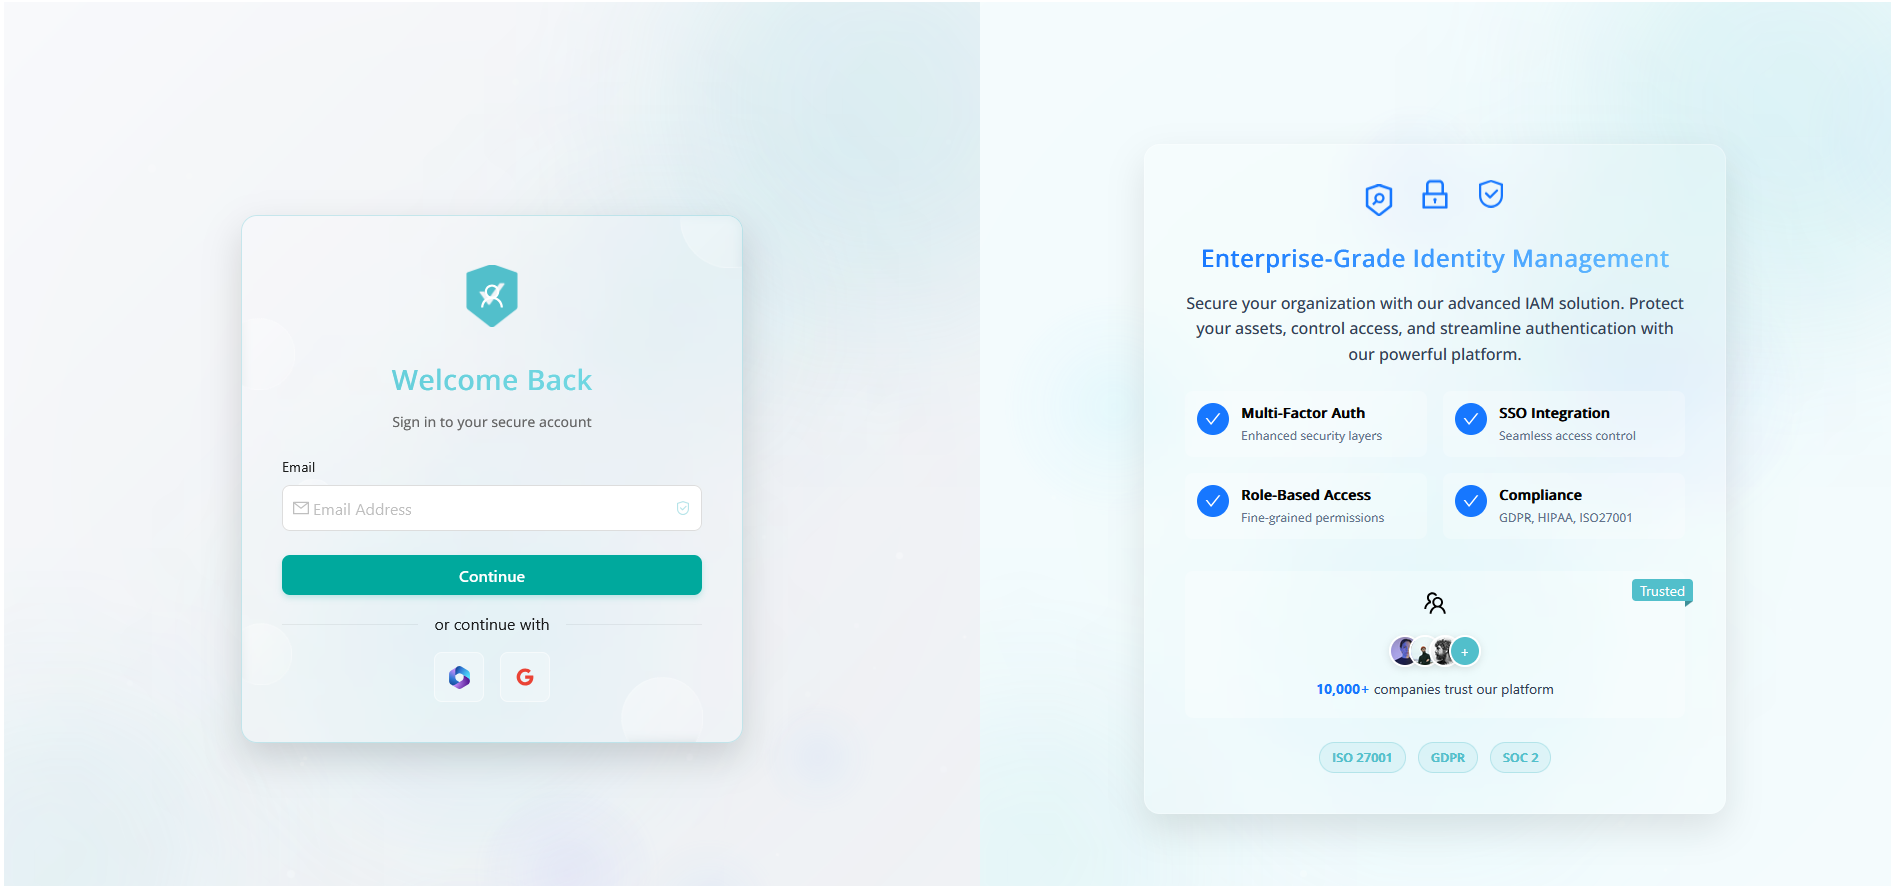 Welcome Back
Sign in to your secure account
Email
Email Address
Continue
or continue with
G
Enterprise-Grade Identity Management
Secure your organization with our advanced IAM solution. Protect
your assets, control access, and streamline authentication with
our powerful platform.
Multi-Factor Auth
Enhanced security layers
SSO Integration
Seamless access control
Role-Based Access
Fine-grained permissions
Compliance
GDPR, HIPAA, ISO27001
Trusted
+
10,000+ companies trust our platform
ISO 27001
GDPR
SOC 2